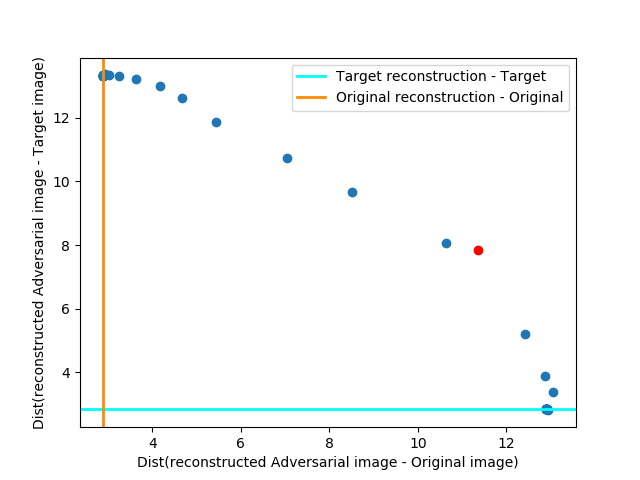 Target reconstruction - Target
Original reconstruction - Original
Dist(reconstructed Adversarial image - Target image)
12
10
8
6
4
4
6
8
10
12
Dist(reconstructed Adversarial image - Original image)